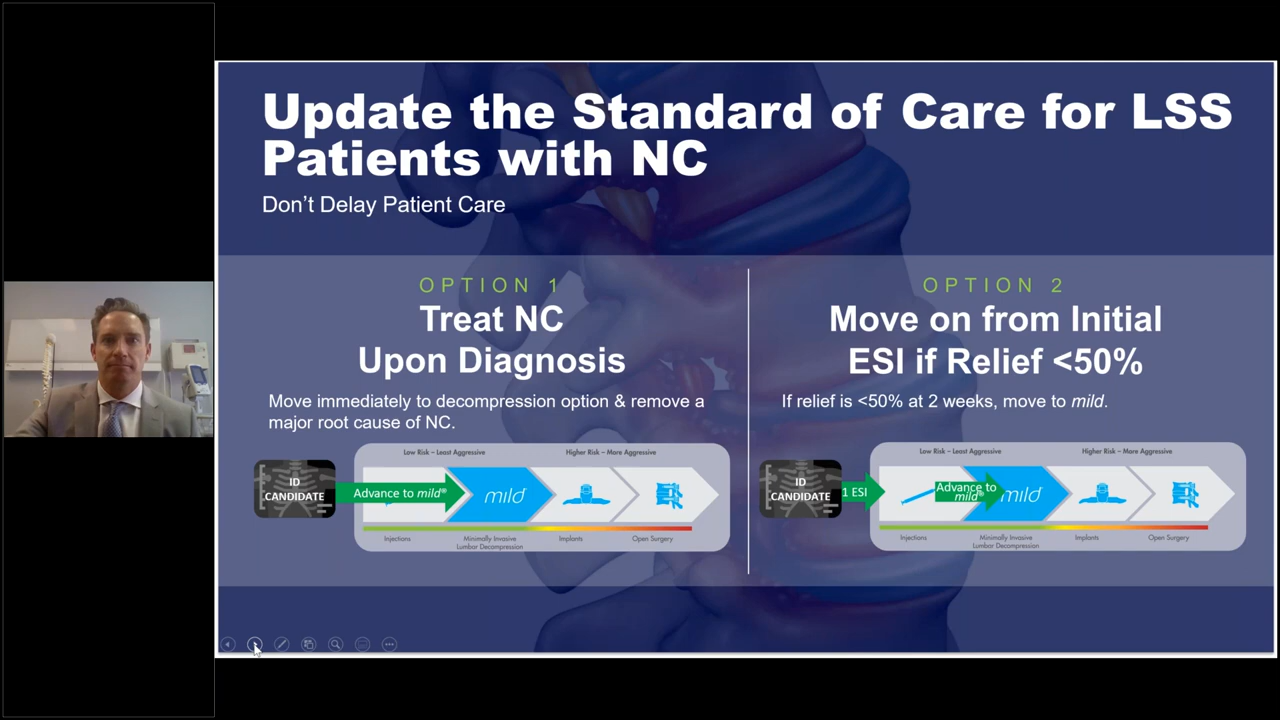 Update the Standard of Care for LSS
Patients with NC
Don't Delay Patient Care
OPTION 1
Treat NC
Upon Diagnosis
Move immediately to decompression option & remove a
major root cause of NC.
Low Risk – Least Aggressive
Higher Risk – More Aggressive
ID
CANDIDATE
Advance to mild®
mild
Injections
Minimally Invasive
Lumbar Decompression
Implants
Open Surgery
OPTION 2
Move on from Initial
ESI if Relief <50%
If relief is <50% at 2 weeks, move to mild.
Low Risk – Least Aggressive
Higher Risk – More Aggressive
ID
CANDIDATE
1 ESI
Advance to
mild®
mild
Injections
Minimally Invasive
Lumbar Decompression
Implants
Open Surgery